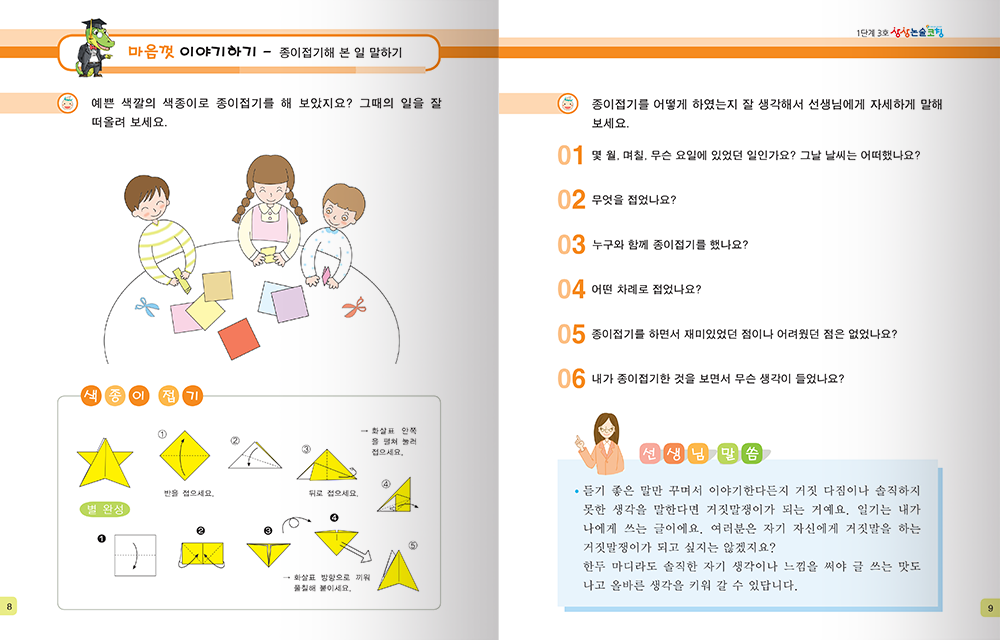 마음껏 이야기하기 - 종이접기해 본 일 말하기
예쁜 색깔의 색종이로 종이접기를 해 보았지요? 그때의 일을 잘
떠올려 보세요.
색종이 접기
→ 화살표 안쪽
을 펼쳐 눌러
접으세요.
①
②
③
④
반을 접으세요.
뒤로 접으세요.
별 완성
❶
❷
❸
❹
⑤
→ 화살표 방향으로 끼워
풀칠해 붙이세요.
8
1단계 3호 상상논술코칭
종이접기를 어떻게 하였는지 잘 생각해서 선생님에게 자세하게 말해
보세요.
01 몇 월, 며칠, 무슨 요일에 있었던 일인가요? 그날 날씨는 어떠했나요?
02 무엇을 접었나요?
03 누구와 함께 종이접기를 했나요?
04 어떤 차례로 접었나요?
05 종이접기를 하면서 재미있었던 점이나 어려웠던 점은 없었나요?
06 내가 종이접기한 것을 보면서 무슨 생각이 들었나요?
선생님 말씀
• 듣기 좋은 말만 꾸며서 이야기한다든지 거짓 다짐이나 솔직하지
못한 생각을 말한다면 거짓말쟁이가 되는 거예요. 일기는 내가
나에게 쓰는 글이에요. 여러분은 자기 자신에게 거짓말을 하는
거짓말쟁이가 되고 싶지는 않겠지요?
한두 마디라도 솔직한 자기 생각이나 느낌을 써야 글 쓰는 맛도
나고 올바른 생각을 키워 갈 수 있답니다.
9